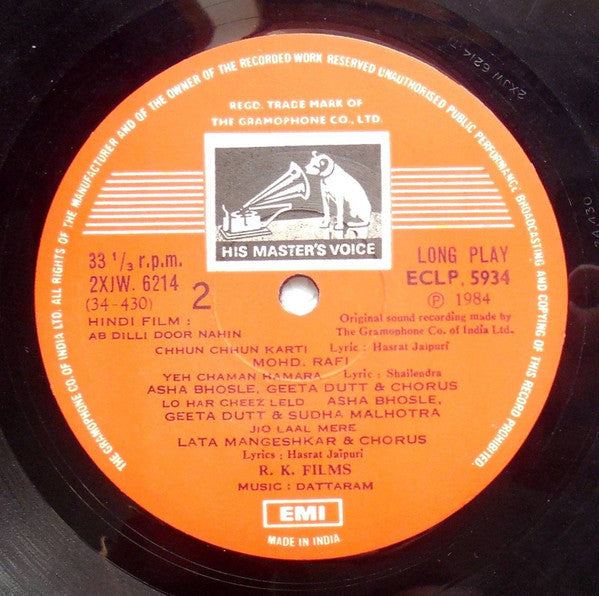 THE GRAMOPHONE CO. OF INDIA LTD. ALL RIGHTS OF THE MANUFACTURER AND OF THE OWNER OF THE RECORDED WORK RESERVED UNAUTHORISED PUBLIC PERFORMANCE BROADCASTING AND COPYING OF THIS RECORD PROHIBITED.
REGD. TRADE MARK OF
THE GRAMOPHONE CO., LTD.
HIS MASTER'S VOICE
33 1/3 r.p.m.
2XJW. 6214
(34-430)
2
LONG PLAY
ECLP. 5934
Ⓟ 1984
HINDI FILM :
AB DILLI DOOR NAHIN
Original sound recording made by
The Gramophone Co. of India Ltd.
CHHUN CHHUN KARTI Lyric : Hasrat Jaipuri
MOHD. RAFI
YEH CHAMAN HAMARA Lyric : Shailendra
ASHA BHOSLE, GEETA DUTT & CHORUS
LO HAR CHEEZ LELD ASHA BHOSLE,
GEETA DUTT & SUDHA MALHOTRA
JIO LAAL MERE
LATA MANGESHKAR & CHORUS
Lyrics : Hasrat Jaipuri
R. K. FILMS
MUSIC : DATTARAM
EMI
MADE IN INDIA